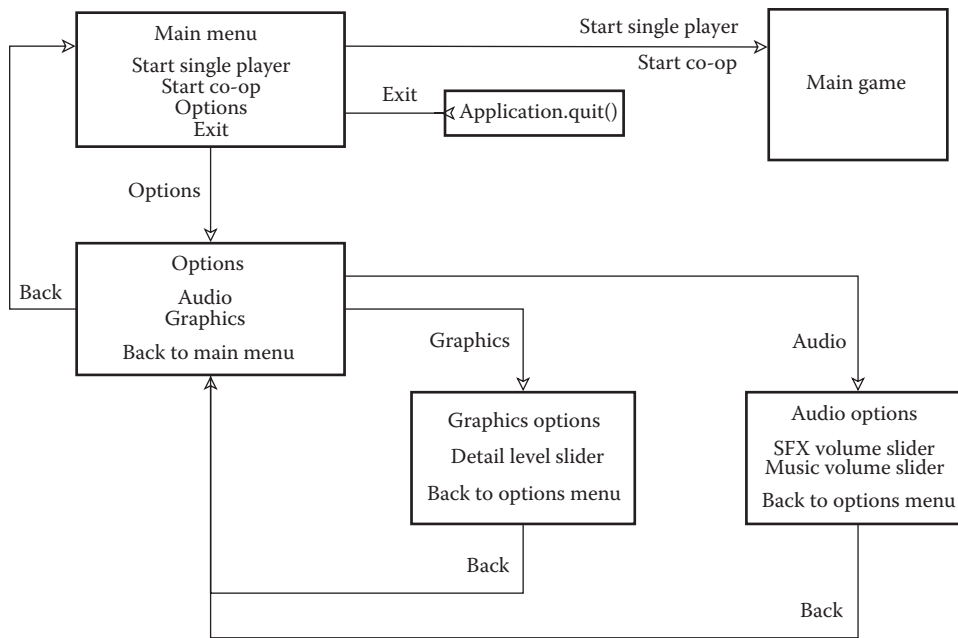 Main menu
Start single player
Start co-op
Options
Exit
Start single player
Start co-op
Main game
Exit
Application.quit()
Options
Options
Audio
Graphics
Back to main menu
Back
Graphics
Audio
Graphics options
Detail level slider
Back to options menu
Audio options
SFX volume slider
Music volume slider
Back to options menu
Back
Back